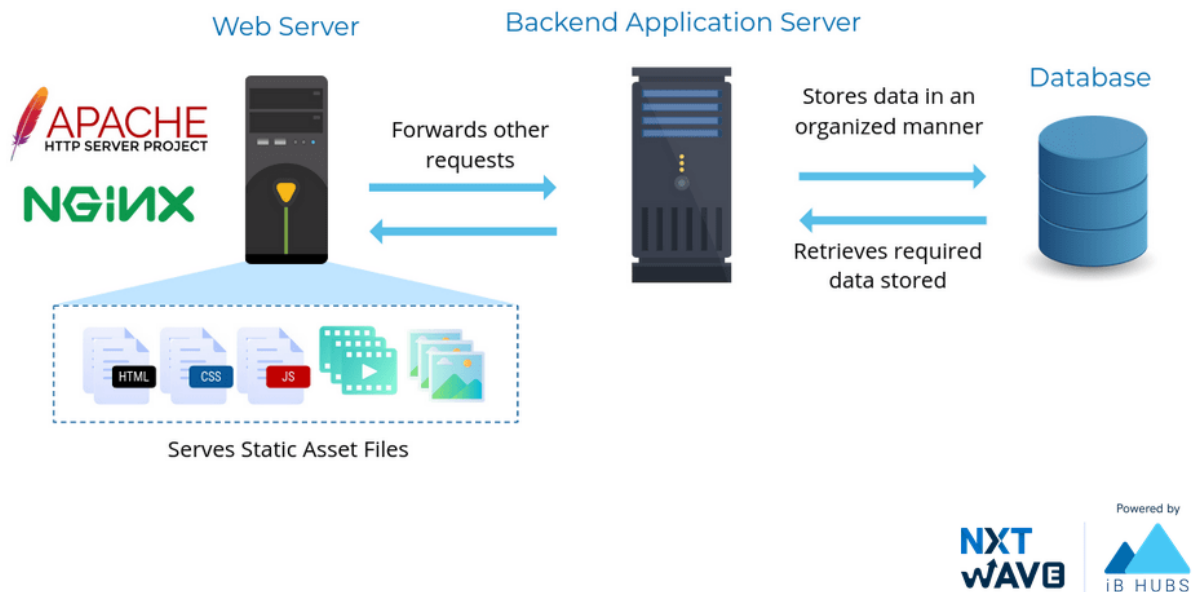 Web Server
Backend Application Server
Database
APACHE
HTTP SERVER PROJECT
NGiNX
Forwards other
requests
Stores data in an
organized manner
Retrieves required
data stored
HTML
CSS
JS
Serves Static Asset Files
Powered by
NXT
WAVE
iB HUBS